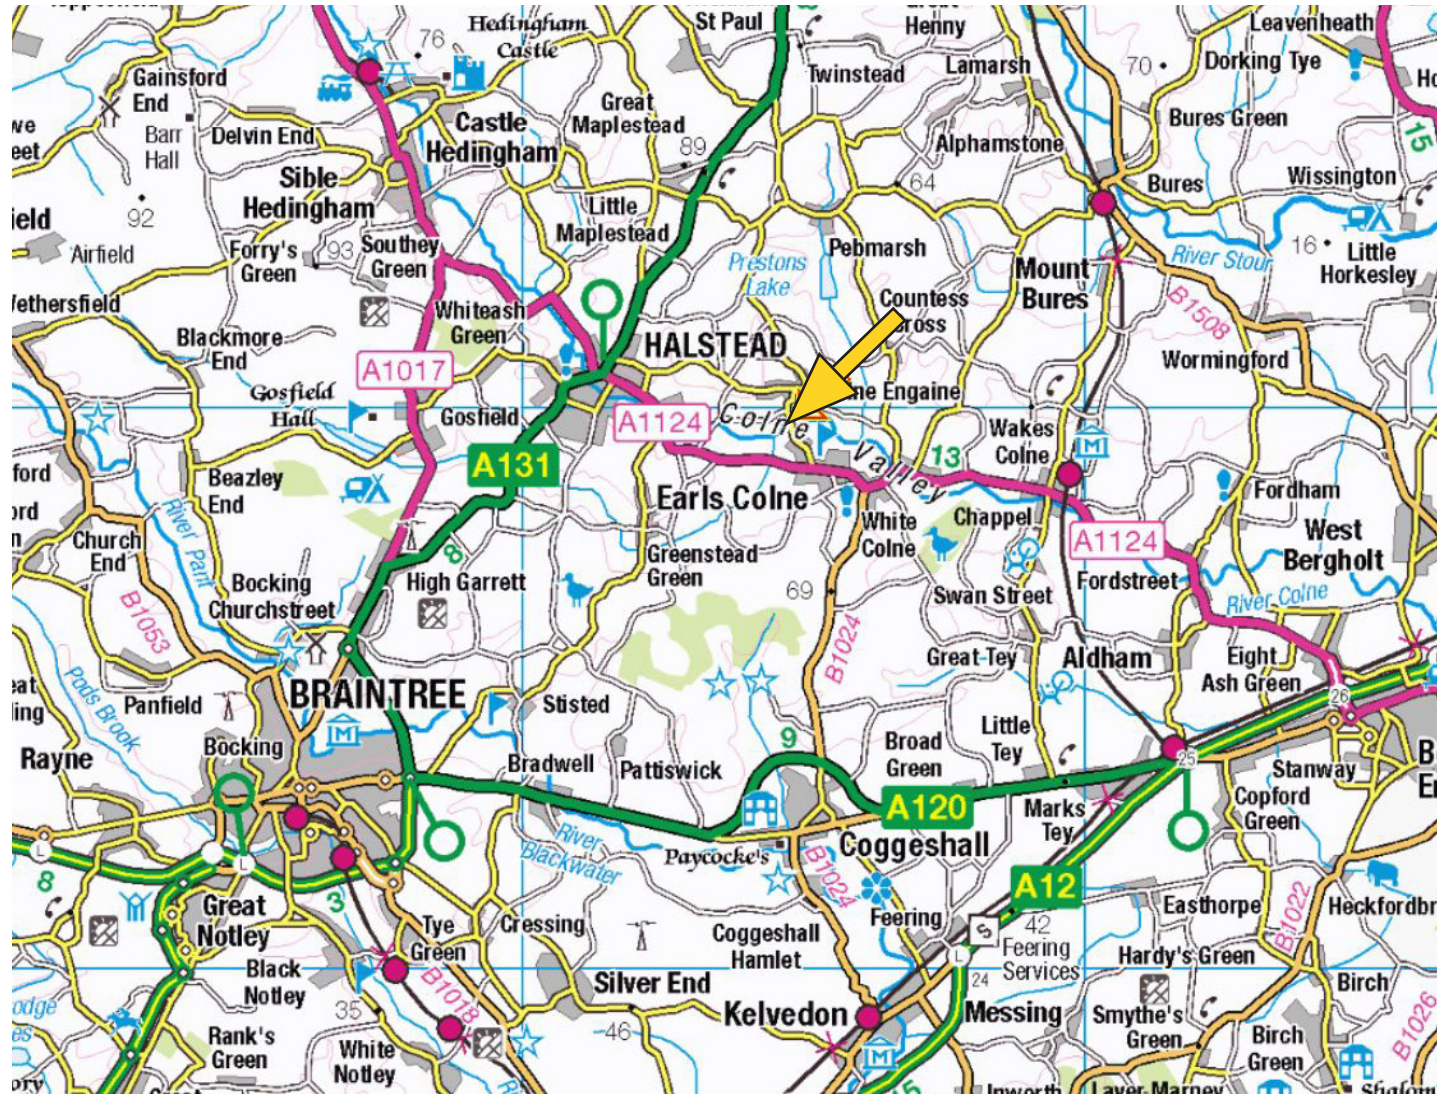 Hedingham
Castle
St Paul
Henny
Leavenheath
76
Gainsford
End
Twinstead
Lamarsh
70
Dorking Tye
Barr
Hall
Delvin End
Castle
Hedingham
Great
Maplestead
Bures Green
15
89
Alphamstone
Sible
Hedingham
64
Bures
Wissington
92
Little
Maplestead
Airfield
Forry's
Green
93
Southey
Green
Pebmarsh
Prestons
Lake
Mount
Bures
River Stour
16
Little
Horkesley
Countess
Whiteash
Green
B1508
Blackmore
End
HALSTEAD
Wormingford
A1017
Gosfield
Hall
Gosfield
A1124
Colne
Valley
Wakes
Colne
A131
13
Beazley
End
Earls Colne
White
Colne
Chappel
Fordham
West
Bergholt
River Pant
Church
End
8
Greenstead
Green
A1124
Bocking
Churchstreet
High Garrett
69
Swan Street
Fordstreet
River Colne
B1053
B1024
Great Tey
Aldham
Eight
Ash Green
Pods Brook
Panfield
BRAINTREE
Stisted
26
Rayne
Bocking
Bradwell
Pattiswick
9
Broad
Green
Little
Tey
25
Stanway
A120
Marks
Tey
Copford
Green
River
Blackwater
Paycocke's
Coggeshall
B1024
L
L
8
3
A12
Great
Notley
Tye
Green
Cressing
Coggeshall
Hamlet
Feering
S
42
Feering
Services
Easthorpe
B1022
Hardy's Green
Black
Notley
B1018
Silver End
L
24
Birch
35
46
Kelvedon
Messing
Smythe's
Green
Birch
Green
B1026
Rank's
Green
White
Notley